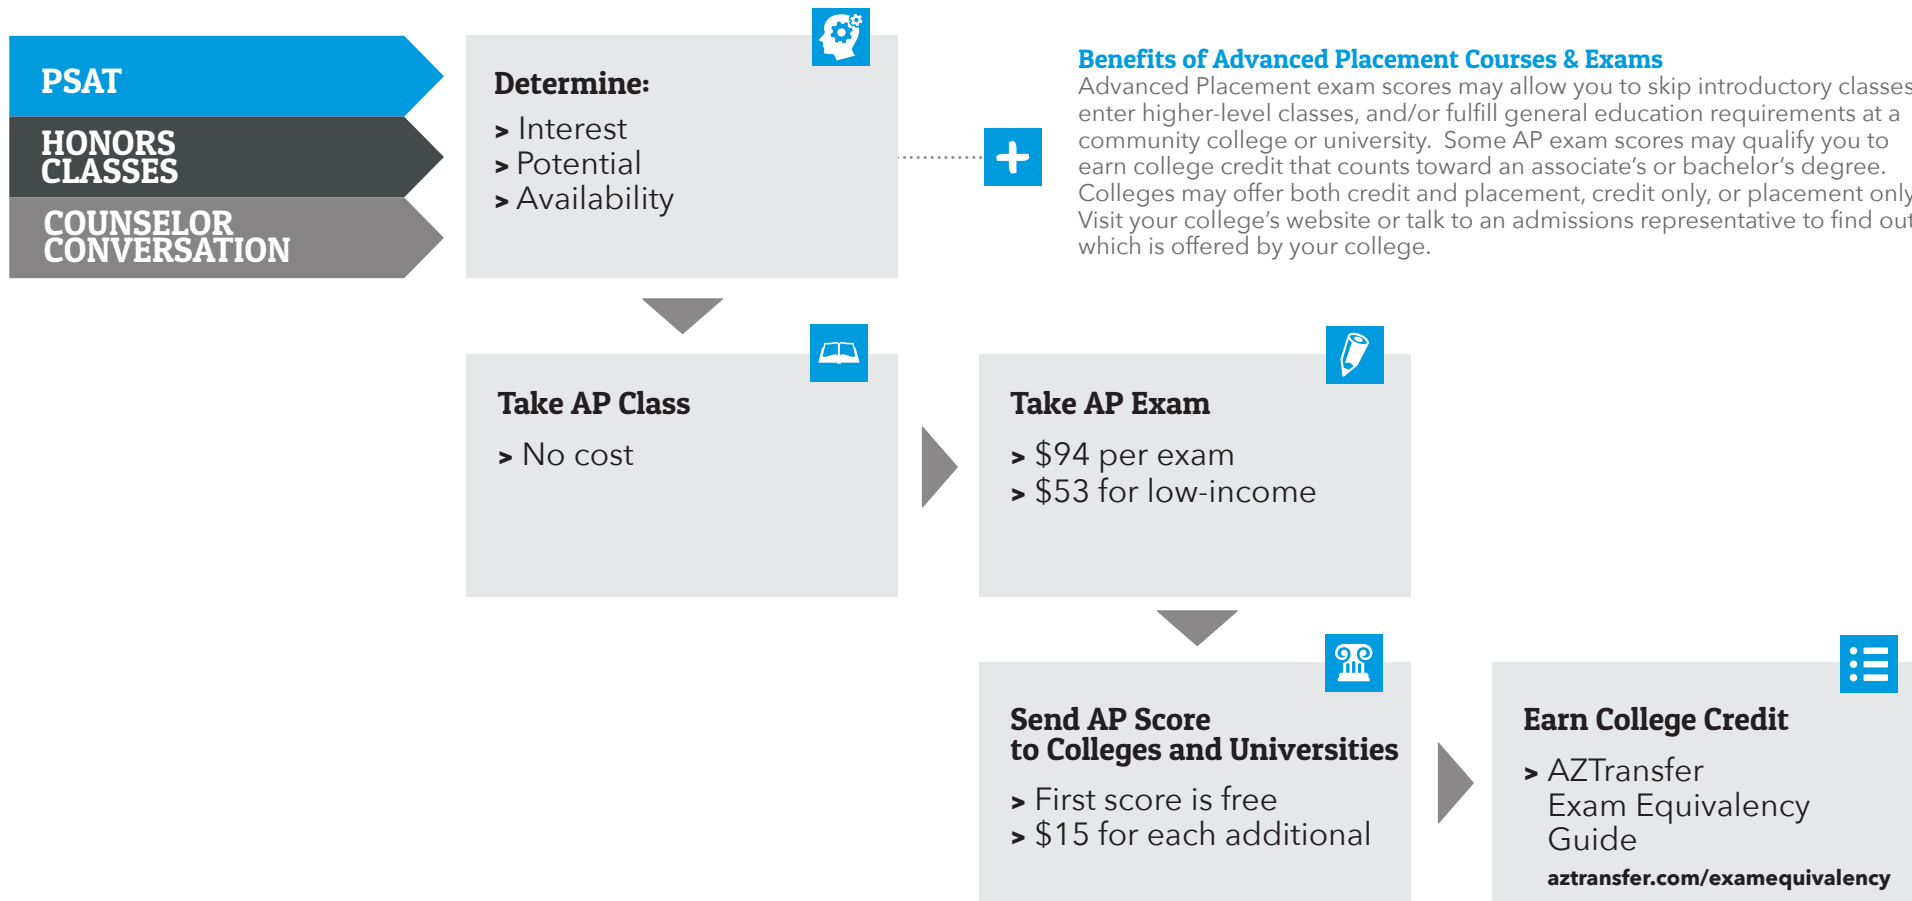 PSAT
HONORS
CLASSES
COUNSELOR
CONVERSATION
Determine:
> Interest
> Potential
> Availability
Benefits of Advanced Placement Courses & Exams
Advanced Placement exam scores may allow you to skip introductory classes
enter higher-level classes, and/or fulfill general education requirements at a
community college or university. Some AP exam scores may qualify you to
earn college credit that counts toward an associate’s or bachelor’s degree.
Colleges may offer both credit and placement, credit only, or placement only
Visit your college’s website or talk to an admissions representative to find out
which is offered by your college.
Take AP Class
> No cost
Take AP Exam
> $94 per exam
> $53 for low-income
Send AP Score
to Colleges and Universities
> First score is free
> $15 for each additional
Earn College Credit
> AZTransfer
Exam Equivalency
Guide
aztransfer.com/examequivalency